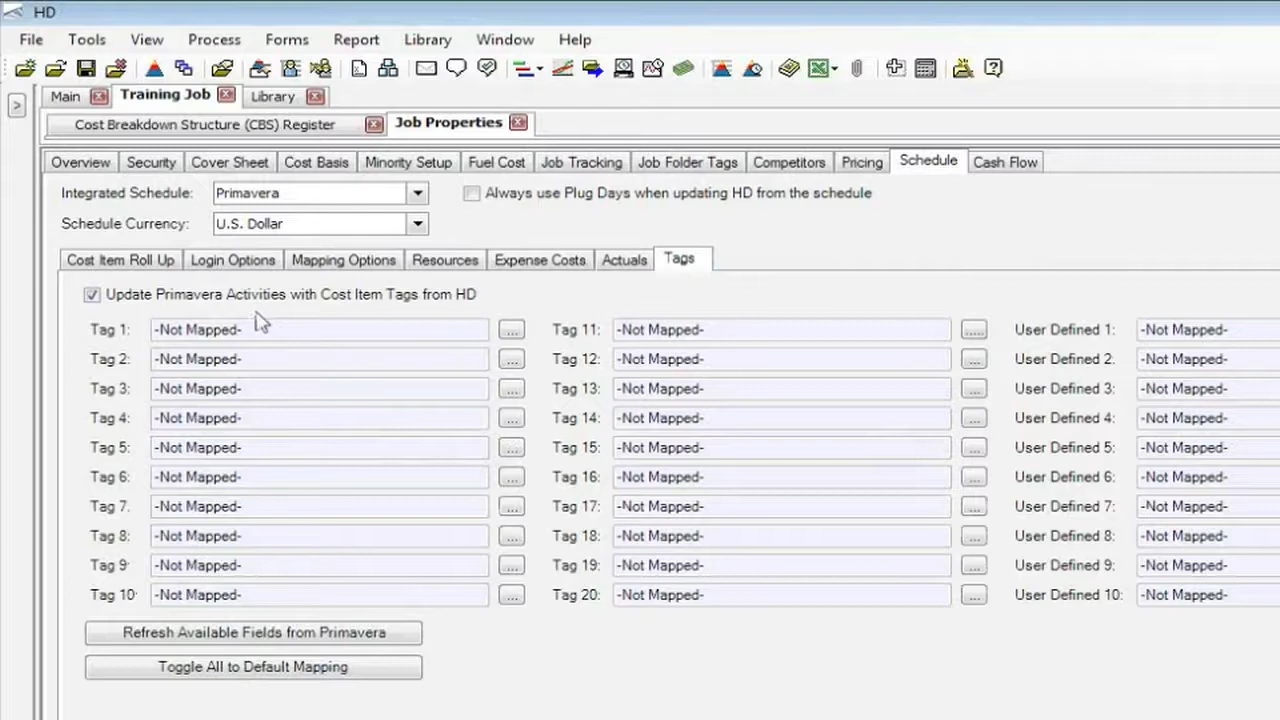 HD
File Tools View Process Forms Report Library Window Help
>
Main Training Job Library
Cost Breakdown Structure (CBS) Register Job Properties
Overview Security Cover Sheet Cost Basis Minority Setup Fuel Cost Job Tracking Job Folder Tags Competitors Pricing Schedule Cash Flow
Integrated Schedule: Primavera Always use Plug Days when updating HD from the schedule
Schedule Currency: U.S. Dollar
Cost Item Roll Up Login Options Mapping Options Resources Expense Costs Actuals Tags
Update Primavera Activities with Cost Item Tags from HD
Tag 1: -Not Mapped- ... Tag 11: -Not Mapped- ... User Defined 1: -Not Mapped-
Tag 2: -Not Mapped- ... Tag 12: -Not Mapped- ... User Defined 2: -Not Mapped-
Tag 3: -Not Mapped- ... Tag 13: -Not Mapped- ... User Defined 3: -Not Mapped-
Tag 4: -Not Mapped- ... Tag 14: -Not Mapped- ... User Defined 4: -Not Mapped-
Tag 5: -Not Mapped- ... Tag 15: -Not Mapped- ... User Defined 5: -Not Mapped-
Tag 6: -Not Mapped- ... Tag 16: -Not Mapped- ... User Defined 6: -Not Mapped-
Tag 7: -Not Mapped- ... Tag 17: -Not Mapped- ... User Defined 7: -Not Mapped-
Tag 8: -Not Mapped- ... Tag 18: -Not Mapped- ... User Defined 8: -Not Mapped-
Tag 9: -Not Mapped- ... Tag 19: -Not Mapped- ... User Defined 9: -Not Mapped-
Tag 10: -Not Mapped- ... Tag 20: -Not Mapped- ... User Defined 10: -Not Mapped-
Refresh Available Fields from Primavera
Toggle All to Default Mapping